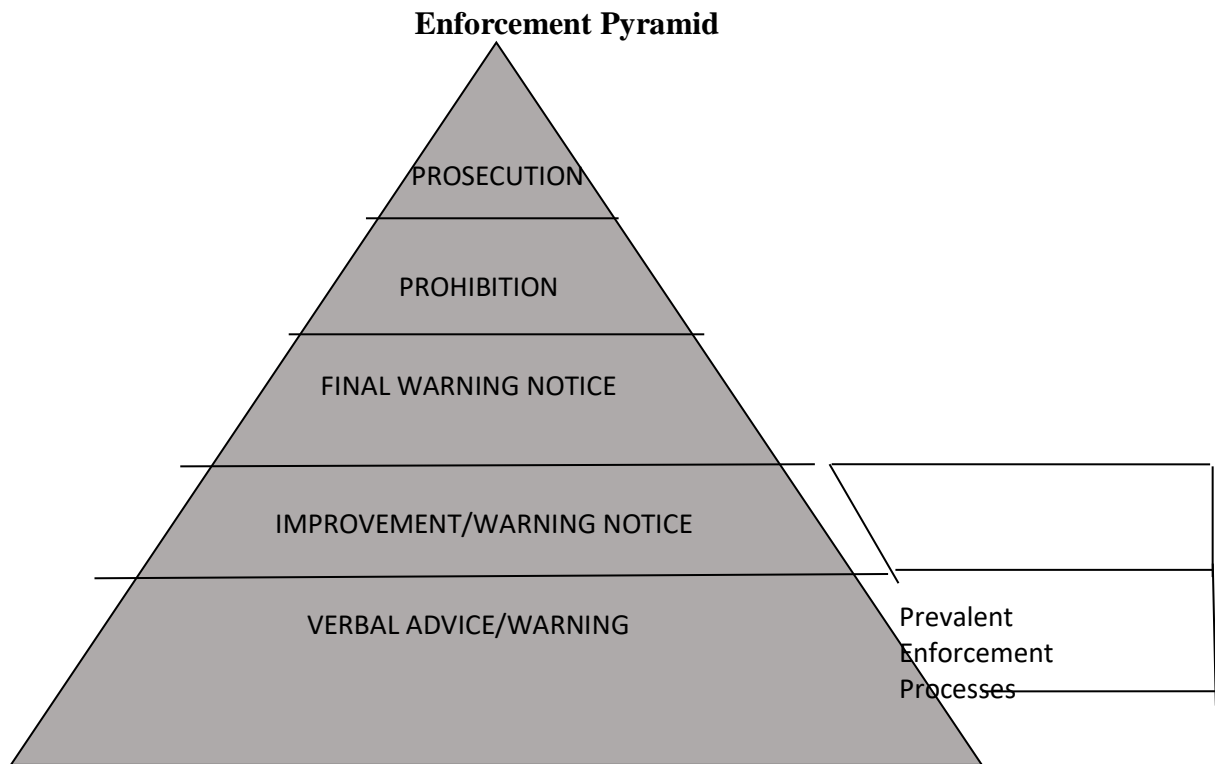 Enforcement Pyramid
PROSECUTION
PROHIBITION
FINAL WARNING NOTICE
IMPROVEMENT/WARNING NOTICE
VERBAL ADVICE/WARNING
Prevalent
Enforcement
Processes